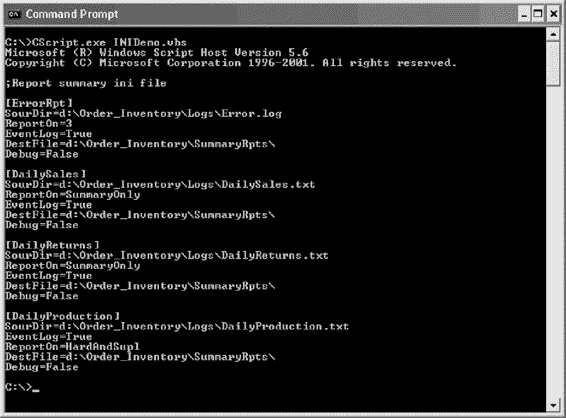 Command Prompt
C:\>CScript.exe INIDemo.vbs
Microsoft (R) Windows Script Host Version 5.6
Copyright (C) Microsoft Corporation 1996-2001. All rights reserved.
;Report summary ini file
[ErrorRpt]
SourDir=d:\Order_Inventory\Logs\Error.log
ReportOn=3
EventLog=True
DestFile=d:\Order_Inventory\SummaryRpts\
Debug=False
[DailySales]
SourDir=d:\Order_Inventory\Logs\DailySales.txt
ReportOn=SummaryOnly
EventLog=True
DestFile=d:\Order_Inventory\SummaryRpts\
Debug=False
[DailyReturns]
SourDir=d:\Order_Inventory\Logs\DailyReturns.txt
ReportOn=SummaryOnly
EventLog=True
DestFile=d:\Order_Inventory\SummaryRpts\
Debug=False
[DailyProduction]
SourDir=d:\Order_Inventory\Logs\DailyProduction.txt
EventLog=True
ReportOn=HardAndSupl
DestFile=d:\Order_Inventory\SummaryRpts\
Debug=False
C:\>_